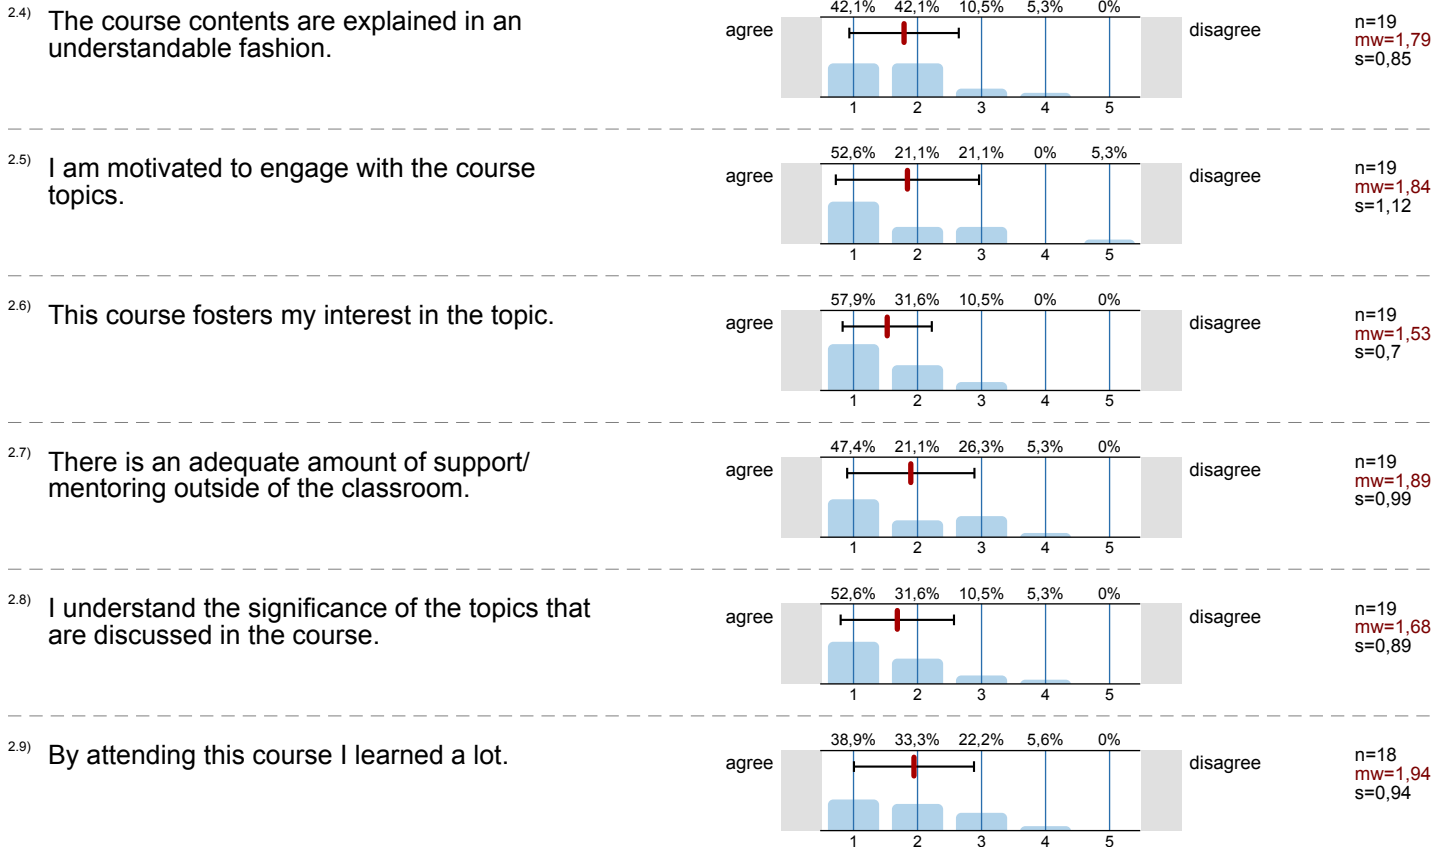 2.4) The course contents are explained in an
understandable fashion.
42,1% 42,1% 10,5% 5,3% 0%
agree disagree
n=19
mw=1,79
s=0,85
1 2 3 4 5
2.5) I am motivated to engage with the course
topics.
52,6% 21,1% 21,1% 0% 5,3%
agree disagree
n=19
mw=1,84
s=1,12
1 2 3 4 5
2.6) This course fosters my interest in the topic.
57,9% 31,6% 10,5% 0% 0%
agree disagree
n=19
mw=1,53
s=0,7
1 2 3 4 5
2.7) There is an adequate amount of support/
mentoring outside of the classroom.
47,4% 21,1% 26,3% 5,3% 0%
agree disagree
n=19
mw=1,89
s=0,99
1 2 3 4 5
2.8) I understand the significance of the topics that
are discussed in the course.
52,6% 31,6% 10,5% 5,3% 0%
agree disagree
n=19
mw=1,68
s=0,89
1 2 3 4 5
2.9) By attending this course I learned a lot.
38,9% 33,3% 22,2% 5,6% 0%
agree disagree
n=18
mw=1,94
s=0,94
1 2 3 4 5